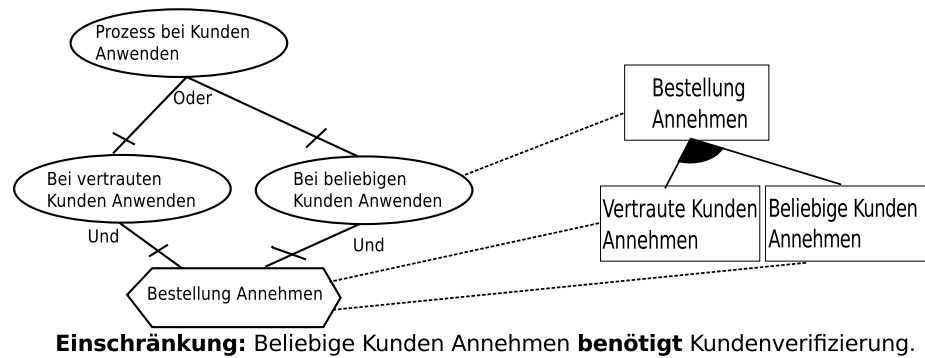 Prozess bei Kunden
Anwenden
Oder
Bei vertrauten
Kunden Anwenden
Bei beliebigen
Kunden Anwenden
Und
Und
Bestellung Annehmen
Bestellung
Annehmen
Vertraute Kunden
Annehmen
Beliebige Kunden
Annehmen
Einschränkung: Beliebige Kunden Annehmen benötigt Kundenverifizierung.